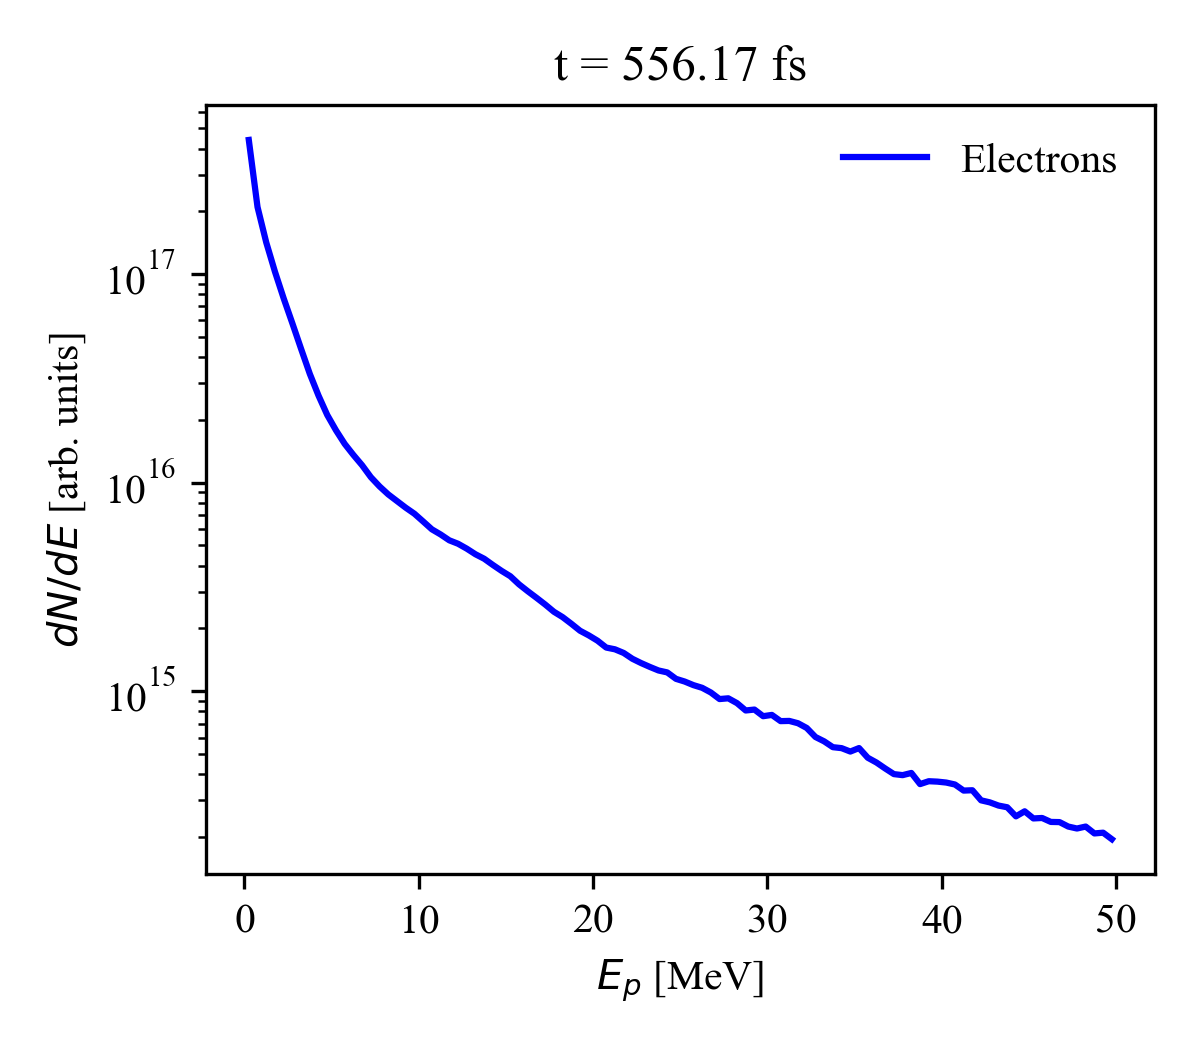 t = 556.17 fs
Electrons
10^17
10^16
10^15
dN/dE [arb. units]
0 10 20 30 40 50
E_p [MeV]